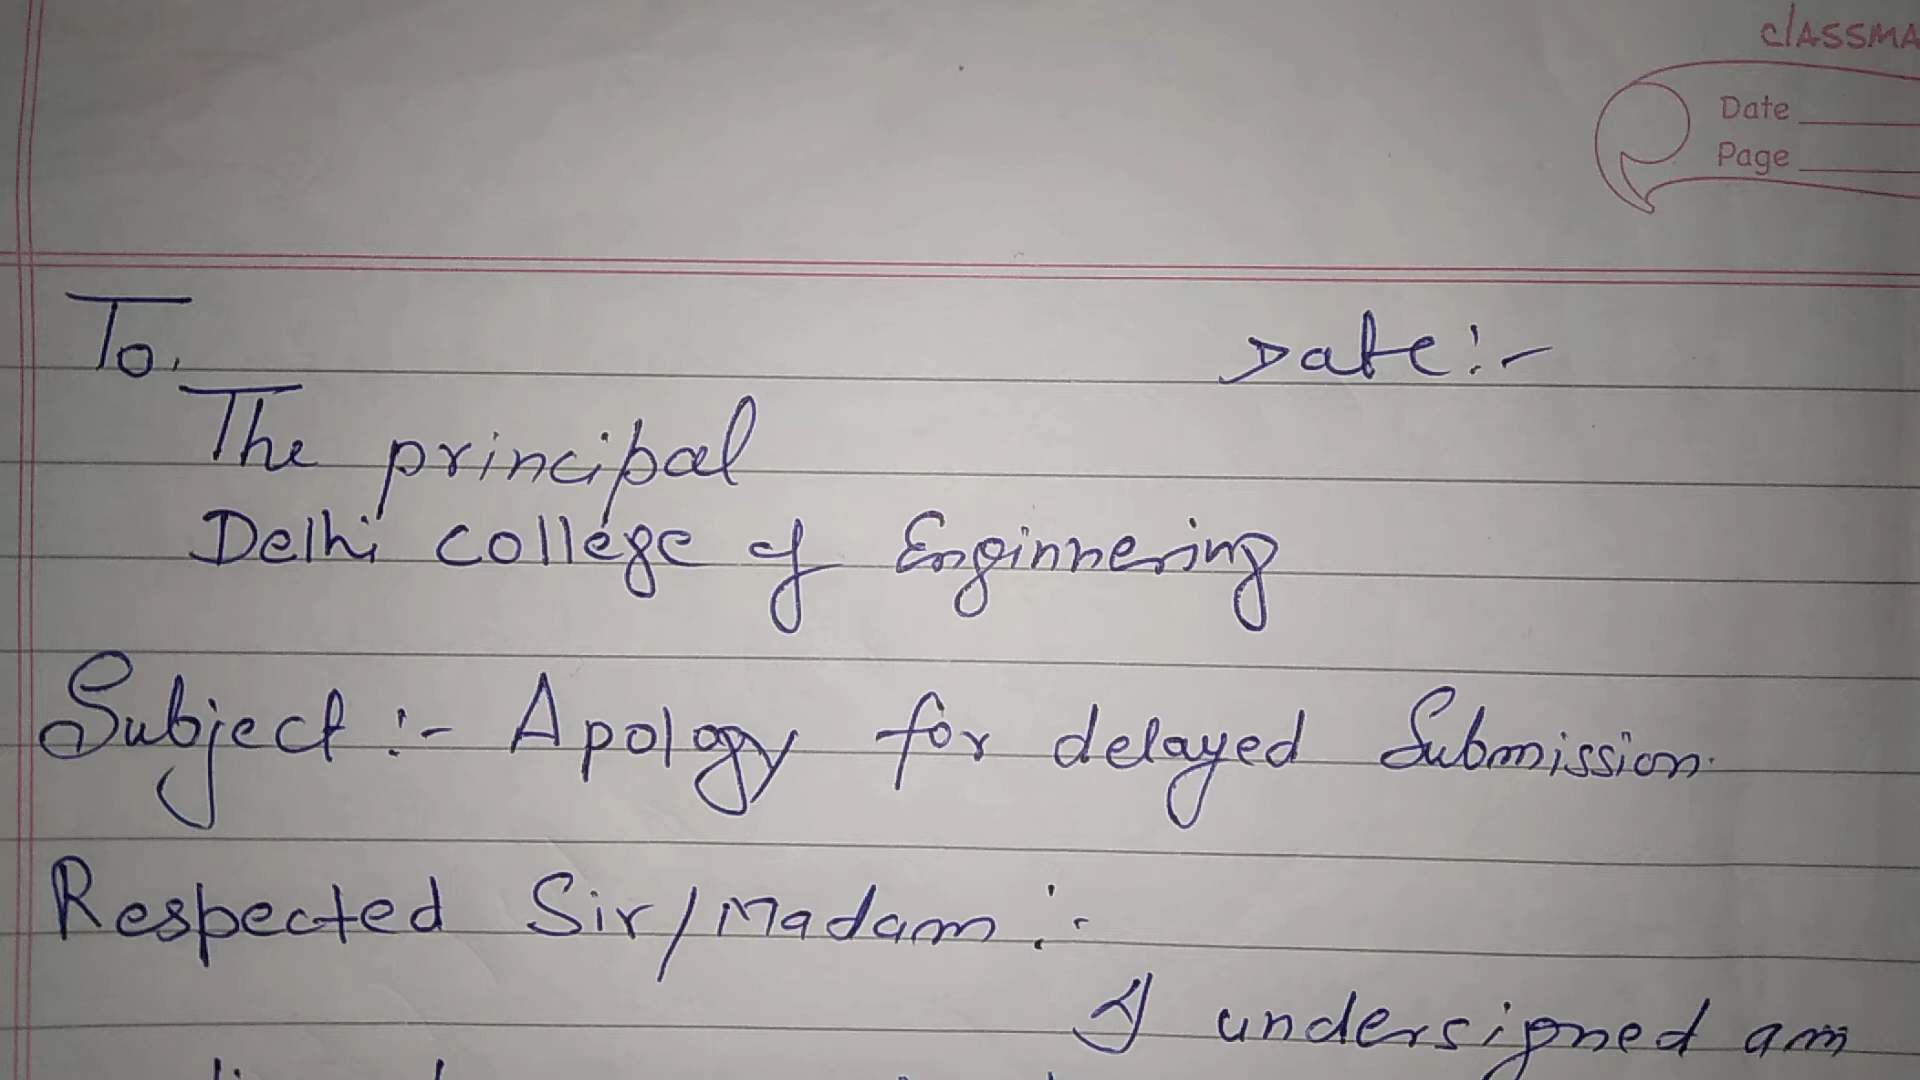 classma
Date
Page
To, Date:-
The principal
Delhi college of Enginnering
Subject :- Apology for delayed Submission.
Respected Sir/Madam :-
I undersigned am